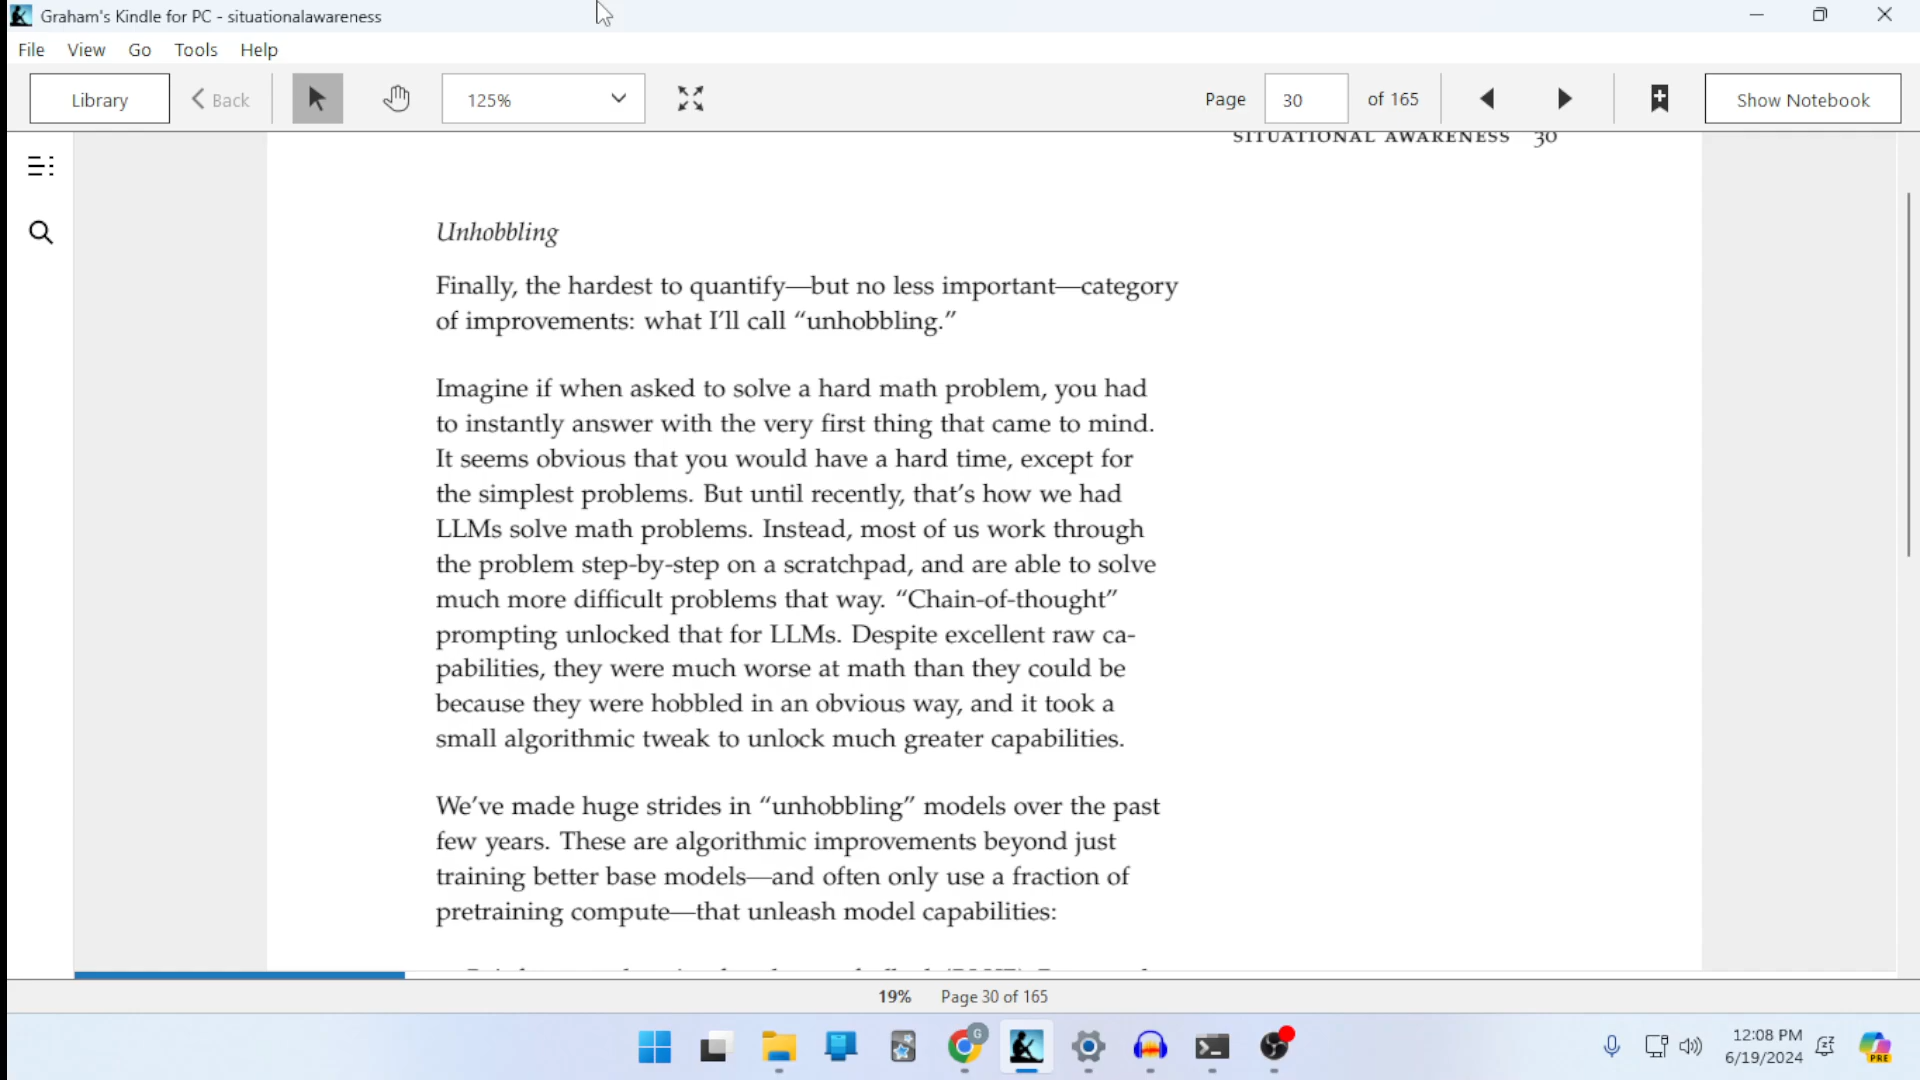 Graham's Kindle for PC - situationalawareness
File View Go Tools Help
Library Back 125% Page 30 of 165 Show Notebook
SITUATIONAL AWARENESS 30
Unhobbling
Finally, the hardest to quantify—but no less important—category
of improvements: what I’ll call “unhobbling.”
Imagine if when asked to solve a hard math problem, you had
to instantly answer with the very first thing that came to mind.
It seems obvious that you would have a hard time, except for
the simplest problems. But until recently, that’s how we had
LLMs solve math problems. Instead, most of us work through
the problem step-by-step on a scratchpad, and are able to solve
much more difficult problems that way. “Chain-of-thought”
prompting unlocked that for LLMs. Despite excellent raw ca-
pabilities, they were much worse at math than they could be
because they were hobbled in an obvious way, and it took a
small algorithmic tweak to unlock much greater capabilities.
We’ve made huge strides in “unhobbling” models over the past
few years. These are algorithmic improvements beyond just
training better base models—and often only use a fraction of
pretraining compute—that unleash model capabilities:
19% Page 30 of 165
G
12:08 PM
6/19/2024
PRE